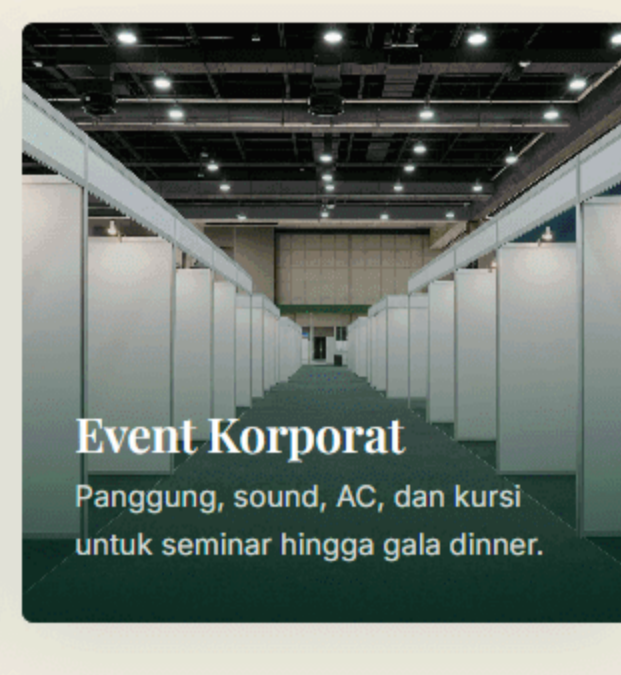 Event Korporat
Panggung, sound, AC, dan kursi
untuk seminar hingga gala dinner.